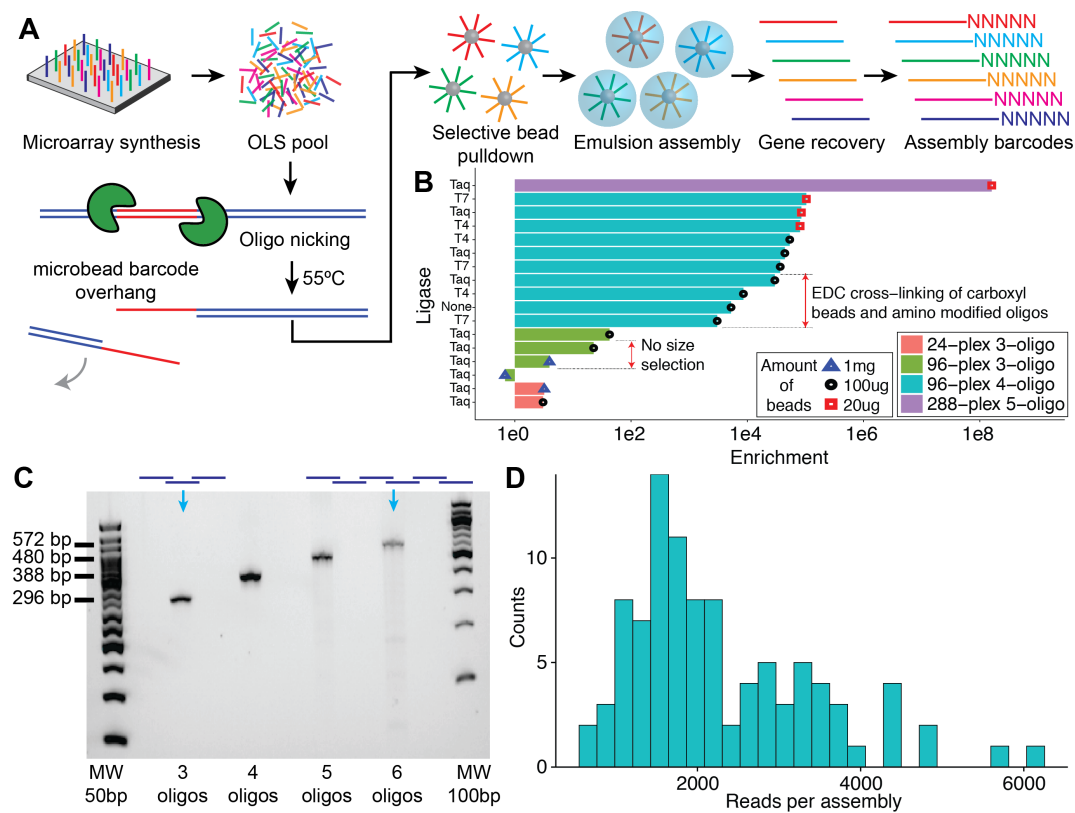 A
Microarray synthesis
OLS pool
Selective bead
pulldown
Emulsion assembly
Gene recovery
Assembly barcodes
NNNNN
NNNNN
NNNNN
NNNNN
NNNNN
NNNNN
Oligo nicking
55ºC
microbead barcode
overhang
B
Ligase
Taq
T7
Taq
T4
T4
Taq
T7
Taq
T4
None
T7
Taq
Taq
Taq
Taq
Taq
Taq
EDC cross−linking of carboxyl
beads and amino modified oligos
No size
selection
Amount
of
beads
1mg
100ug
20ug
24−plex 3−oligo
96−plex 3−oligo
96−plex 4−oligo
288−plex 5−oligo
1e0
1e2
1e4
1e6
1e8
Enrichment
C
572 bp
480 bp
388 bp
296 bp
MW
50bp
3
oligos
4
oligos
5
oligos
6
oligos
MW
100bp
D
Counts
10
5
0
2000
4000
6000
Reads per assembly